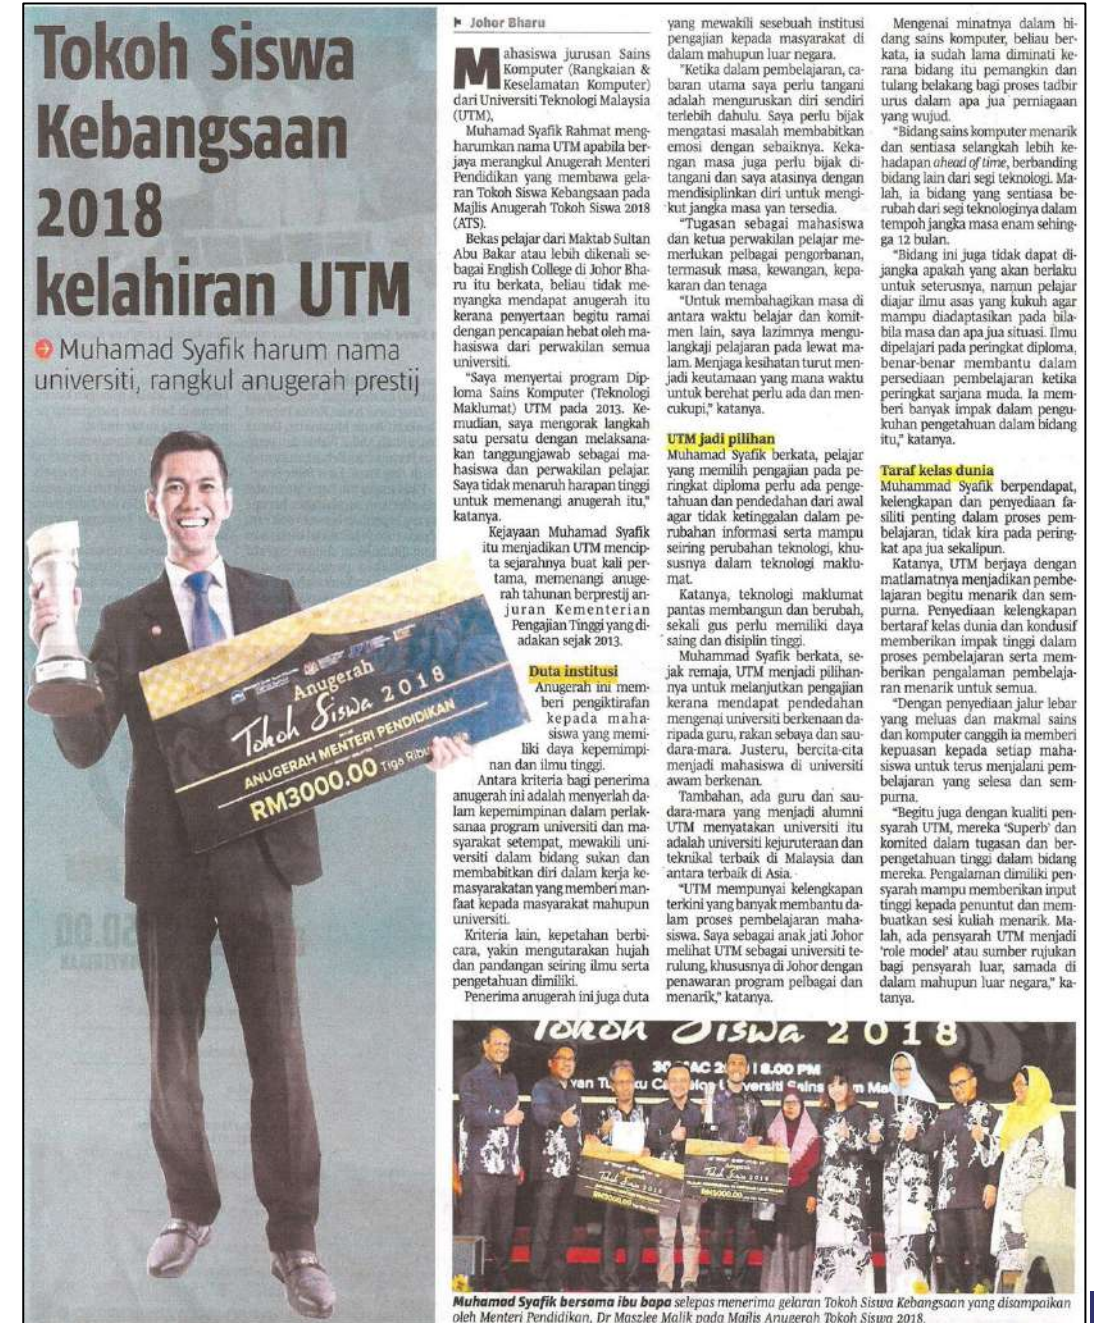 Tokoh Siswa
Kebangsaan
2018
kelahiran UTM
Muhamad Syafik harum nama
universiti, rangkul anugerah prestij
Anugerah
Tokoh Siswa 2018
ANUGERAH MENTERI PENDIDIKAN
RM3000.00 Tiga Ribu
Johor Bharu
Mahasiswa jurusan Sains
Komputer (Rangkaian &
Keselamatan Komputer)
dari Universiti Teknologi Malaysia
(UTM),
Muhamad Syafik Rahmat meng-
harumkan nama UTM apabila ber-
jaya merangkul Anugerah Menteri
Pendidikan yang membawa gela-
ran Tokoh Siswa Kebangsaan pada
Majlis Anugerah Tokoh Siswa 2018
(ATS).
Bekas pelajar dari Maktab Sultan
Abu Bakar atau lebih dikenali se-
bagai English College di Johor Bha-
ru itu berkata, beliau tidak me-
nyangka mendapat anugerah itu
kerana penyertaan begitu ramai
dengan pencapaian hebat oleh ma-
hasiswa dari perwakilan semua
universiti.
"Saya menyertai program Dip-
loma Sains Komputer (Teknologi
Maklumat) UTM pada 2013. Ke-
mudian, saya mengorak langkah
satu persatu dengan melaksana-
kan tanggungjawab sebagai ma-
hasiswa dan perwakilan pelajar.
Saya tidak menaruh harapan tinggi
untuk memenangi anugerah itu,"
katanya.
Kejayaan Muhamad Syafik
itu menjadikan UTM mencip-
ta sejarahnya buat kali per-
tama, memenangi anuge-
rah tahunan berprestij an-
juran Kementerian
Pengajian Tinggi yang di-
adakan sejak 2013.
Duta institusi
Anugerah ini mem-
beri pengiktirafan
kepada maha-
siswa yang memi-
liki daya kepemimpi-
nan dan ilmu tinggi.
Antara kriteria bagi penerima
anugerah ini adalah menyerlah da-
lam kepemimpinan dalam perlak-
sanaa program universiti dan ma-
syarakat setempat, mewakili uni-
versiti dalam bidang sukan dan
membabitkan diri dalam kerja ke-
masyarakatan yang memberi man-
faat kepada masyarakat mahupun
universiti.
Kriteria lain, kepetahan berbi-
cara, yakin mengutarakan hujah
dan pandangan seiring ilmu serta
pengetahuan dimiliki.
Penerima anugerah ini juga duta
yang mewakili sesebuah institusi
pengajian kepada masyarakat di
dalam mahupun luar negara.
"Ketika dalam pembelajaran, ca-
baran utama saya perlu tangani
adalah menguruskan diri sendiri
terlebih dahulu. Saya perlu bijak
mengatasi masalah membabitkan
emosi dengan sebaiknya. Keka-
ngan masa juga perlu bijak di-
tangani dan saya atasinya dengan
mendisiplinkan diri untuk mengi-
kut jangka masa yan tersedia.
"Tugasan sebagai mahasiswa
dan ketua perwakilan pelajar me-
merlukan pelbagai pengorbanan,
termasuk masa, kewangan, kepa-
karan dan tenaga
"Untuk membahagikan masa di
antara waktu belajar dan komit-
men lain, saya lazimnya mengu-
langkaji pelajaran pada lewat ma-
lam. Menjaga kesihatan turut men-
jadi keutamaan yang mana waktu
untuk berehat perlu ada dan men-
cukupi," katanya.
UTM jadi pilihan
Muhamad Syafik berkata, pelajar
yang memilih pengajian pada pe-
ringkat diploma perlu ada penge-
tahuan dan pendedahan dari awal
agar tidak ketinggalan dalam pe-
rubahan informasi serta mampu
seiring perubahan teknologi, khu-
susnya dalam teknologi maklu-
mat.
Katanya, teknologi maklumat
pantas membangun dan berubah,
sekali gus perlu memiliki daya
saing dan disiplin tinggi.
Muhammad Syafik berkata, se-
jak remaja, UTM menjadi pilihan-
nya untuk melanjutkan pengajian
kerana mendapat pendedahan
mengenai universiti berkenaan da-
ripada guru, rakan sebaya dan sau-
dara-mara. Justeru, bercita-cita
menjadi mahasiswa di universiti
awam berkenan.
Tambahan, ada guru dan sau-
dara-mara yang menjadi alumni
UTM menyatakan universiti itu
adalah universiti kejuruteraan dan
teknikal terbaik di Malaysia dan
antara terbaik di Asia.
"UTM mempunyai kelengkapan
terkini yang banyak membantu da-
lam proses pembelajaran maha-
siswa. Saya sebagai anak jati Johor
melihat UTM sebagai universiti te-
rulung, khususnya di Johor dengan
penawaran program pelbagai dan
menarik," katanya.
Mengenai minatnya dalam bi-
dang sains komputer, beliau ber-
kata, ia sudah lama diminati ke-
rana bidang itu pemangkin dan
tulang belakang bagi proses tadbir
urus dalam apa jua perniagaan
yang wujud.
"Bidang sains komputer menarik
dan sentiasa selangkah lebih ke-
hadapan ahead of time, berbanding
bidang lain dari segi teknologi. Ma-
lah, ia bidang yang sentiasa be-
rubah dari segi teknologinya dalam
tempoh jangka masa enam sehing-
ga 12 bulan.
"Bidang ini juga tidak dapat di-
jangka apakah yang akan berlaku
untuk seterusnya, namun pelajar
diajar ilmu asas yang kukuh agar
mampu diadaptasikan pada bila-
bila masa dan apa jua situasi. Ilmu
dipelajari pada peringkat diploma,
benar-benar membantu dalam
persediaan pembelajaran ketika
peringkat sarjana muda. Ia mem-
beri banyak impak dalam pengu-
kuhan pengetahuan dalam bidang
itu," katanya.
Taraf kelas dunia
Muhammad Syafik berpendapat,
kelengkapan dan penyediaan fa-
siliti penting dalam proses pem-
belajaran, tidak kira pada pering-
kat apa jua sekalipun.
Katanya, UTM berjaya dengan
matlamatnya menjadikan pembe-
lajaran begitu menarik dan sem-
purna. Penyediaan kelengkapan
bertaraf kelas dunia dan kondusif
memberikan impak tinggi dalam
proses pembelajaran serta mem-
berikan pengalaman pembelaja-
ran menarik untuk semua.
"Dengan penyediaan jalur lebar
yang meluas dan makmal sains
dan komputer canggih ia memberi
kepuasan kepada setiap maha-
siswa untuk terus menjalani pem-
belajaran yang selesa dan sem-
purna.
"Begitu juga dengan kualiti pen-
syarah UTM, mereka 'Superb' dan
komited dalam tugasan dan ber-
pengetahuan tinggi dalam bidang
mereka. Pengalaman dimiliki pen-
syarah mampu memberikan input
tinggi kepada penuntut dan mem-
buatkan sesi kuliah menarik. Ma-
lah, ada pensyarah UTM menjadi
'role model' atau sumber rujukan
bagi pensyarah luar, samada di
dalam mahupun luar negara," ka-
tanya.
Tokoh Siswa 2018
8.00 PM
Tokoh Siswa 2018
RM3000.00
Tokoh Siswa 2018
RM5000.00
Muhamad Syafik bersama ibu bapa selepas menerima gelaran Tokoh Siswa Kebangsaan yang disampaikan
oleh Menteri Pendidikan, Dr Maszlee Malik pada Majlis Anugerah Tokoh Siswa 2018.